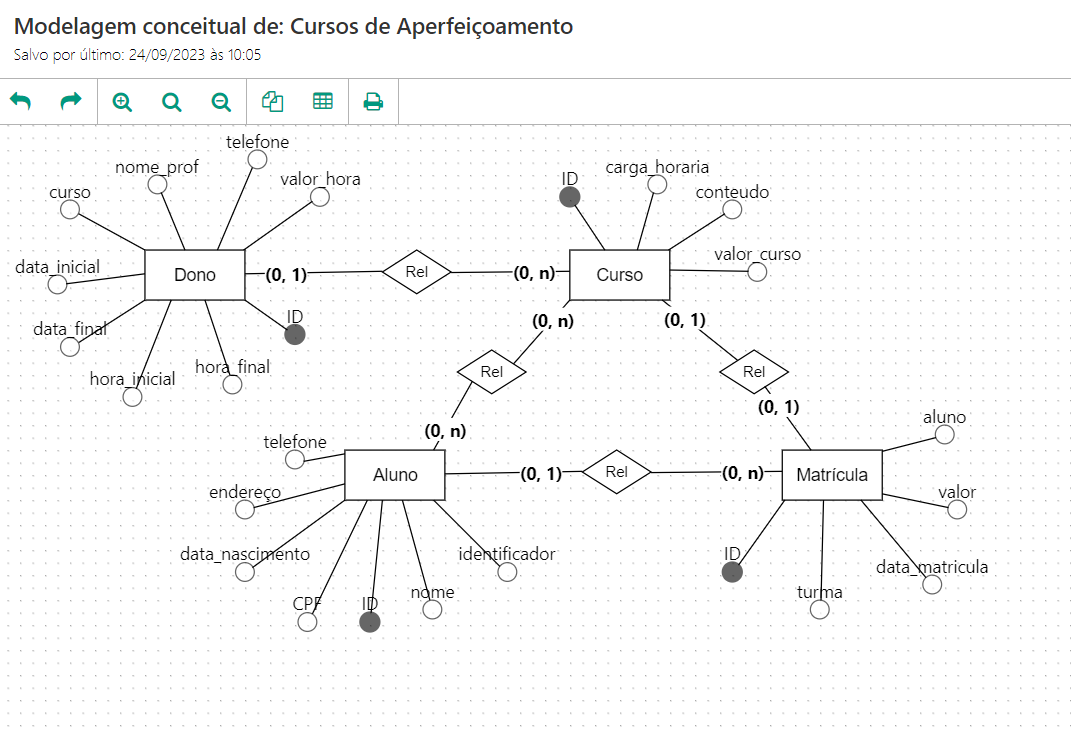 Modelagem conceitual de: Cursos de Aperfeiçoamento
Salvo por último: 24/09/2023 às 10:05
telefone
nome_prof
carga_horaria
ID
valor_hora
curso
conteudo
valor_curso
data_inicial
Dono
(0, 1)
Rel
(0, n)
Curso
ID
(0, n)
(0, 1)
data_final
hora_final
hora_inicial
Rel
Rel
(0, 1)
aluno
(0, n)
telefone
Aluno
(0, 1)
Rel
(0, n)
Matrícula
endereço
valor
data_nascimento
identificador
ID
data_matricula
CPF
ID
nome
turma